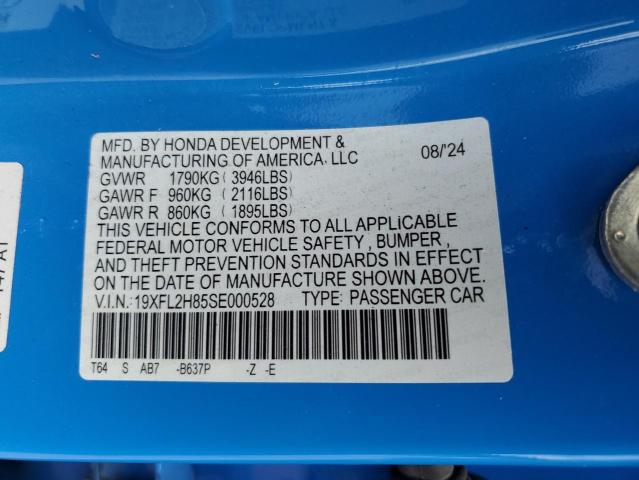 MFD. BY HONDA DEVELOPMENT &
MANUFACTURING OF AMERICA, LLC 08/'24
GVWR 1790KG (3946LBS)
GAWR F 960KG (2116LBS)
GAWR R 860KG (1895LBS)
THIS VEHICLE CONFORMS TO ALL APPLICABLE
FEDERAL MOTOR VEHICLE SAFETY , BUMPER ,
AND THEFT PREVENTION STANDARDS IN EFFECT
ON THE DATE OF MANUFACTURE SHOWN ABOVE.
V.I.N.:19XFL2H85SE000528 TYPE: PASSENGER CAR
T64 S AB7 -B637P -Z -E